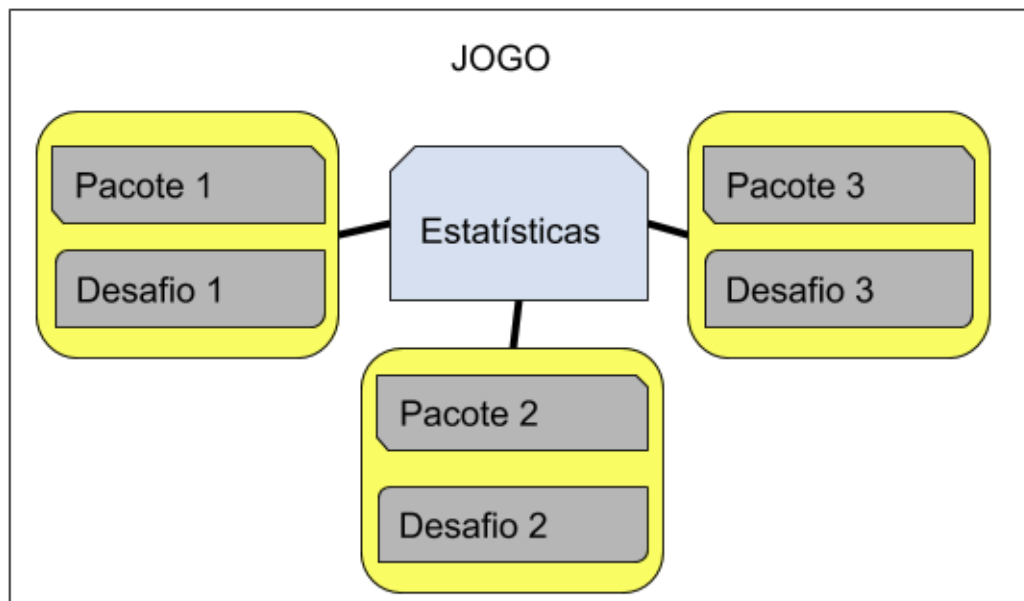 JOGO
Pacote 1
Desafio 1
Estatísticas
Pacote 3
Desafio 3
Pacote 2
Desafio 2